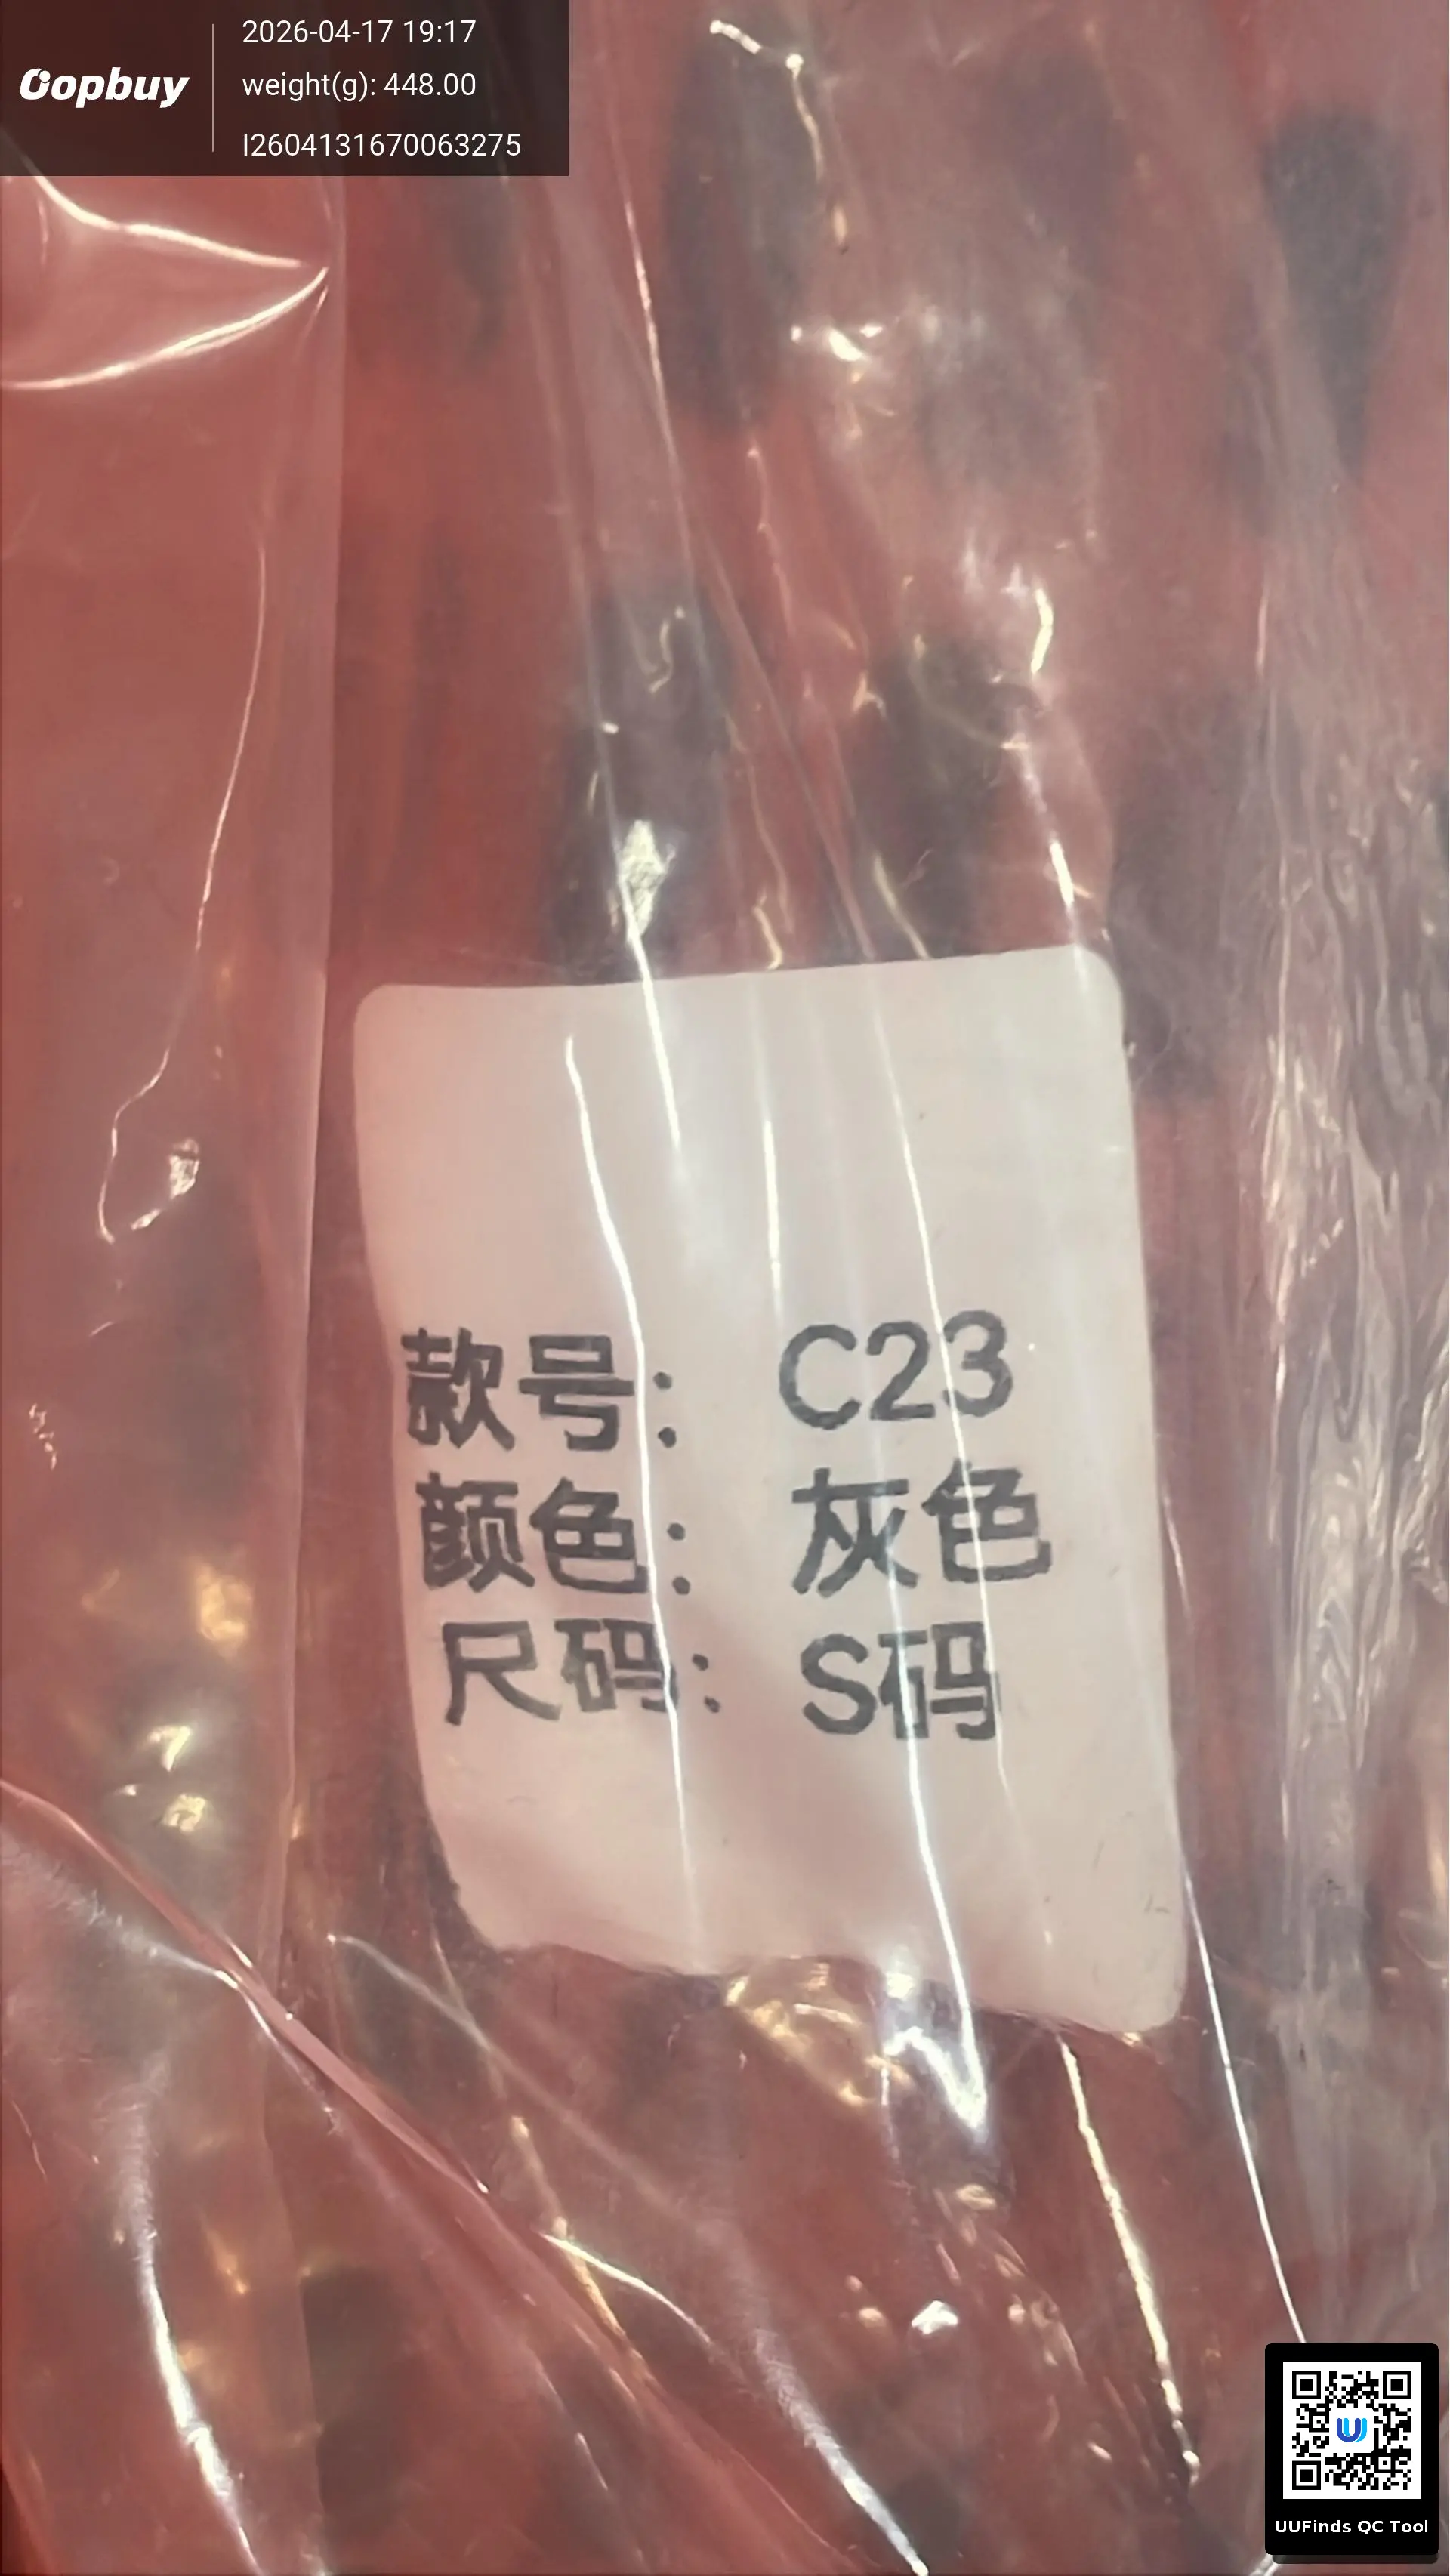 Oopbuy
2026-04-17 19:17
weight(g): 448.00
I2604131670063275
款号： C23
颜色： 灰色
尺码： S码
UUFinds QC Tool